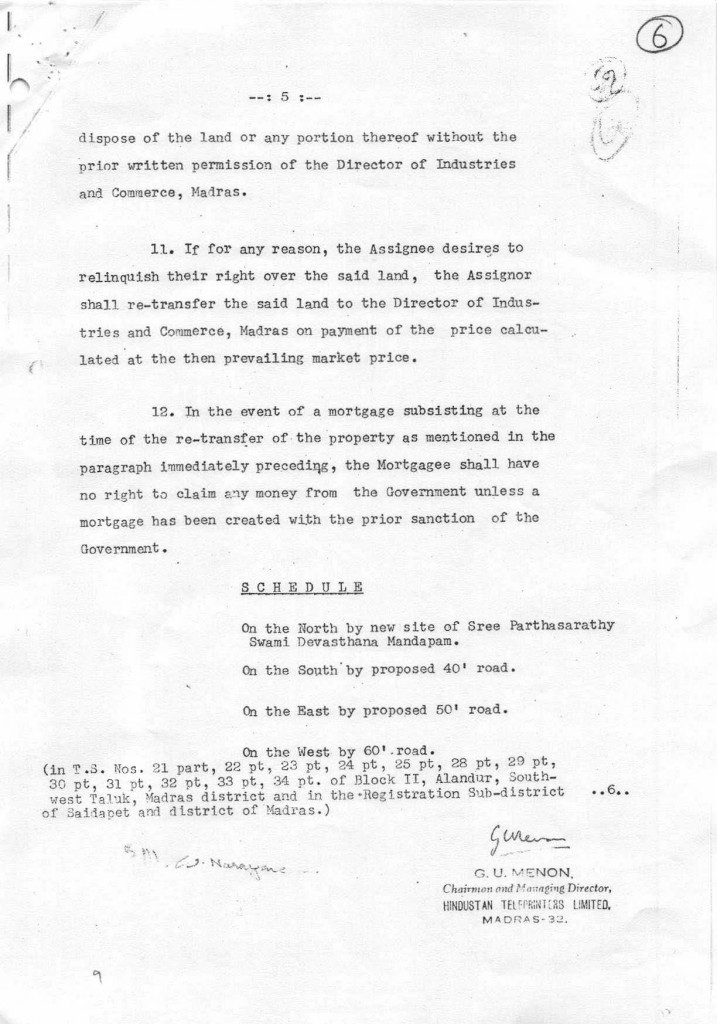 6
--: 5 :--
dispose of the land or any portion thereof without the
prior written permission of the Director of Industries
and Commerce, Madras.
11. If for any reason, the Assignee desires to
relinquish their right over the said land, the Assignor
shall re-transfer the said land to the Director of Indus-
tries and Commerce, Madras on payment of the price calcu-
lated at the then prevailing market price.
12. In the event of a mortgage subsisting at the
time of the re-transfer of the property as mentioned in the
paragraph immediately preceding, the Mortgagee shall have
no right to claim any money from the Government unless a
mortgage has been created with the prior sanction of the
Government.
S C H E D U L E
On the North by new site of Sree Parthasarathy
Swami Devasthana Mandapam.
On the South by proposed 40' road.
On the East by proposed 50' road.
On the West by 60' road.
(in T.S. Nos. 21 part, 22 pt, 23 pt, 24 pt, 25 pt, 28 pt, 29 pt,
30 pt, 31 pt, 32 pt, 33 pt, 34 pt. of Block II, Alandur, South-
west Taluk, Madras district and in the Registration Sub-district
of Saidapet and district of Madras.)
..6..
G. U. MENON,
Chairman and Managing Director,
HINDUSTAN TELEPRINTERS LIMITED,
MADRAS-32.
9